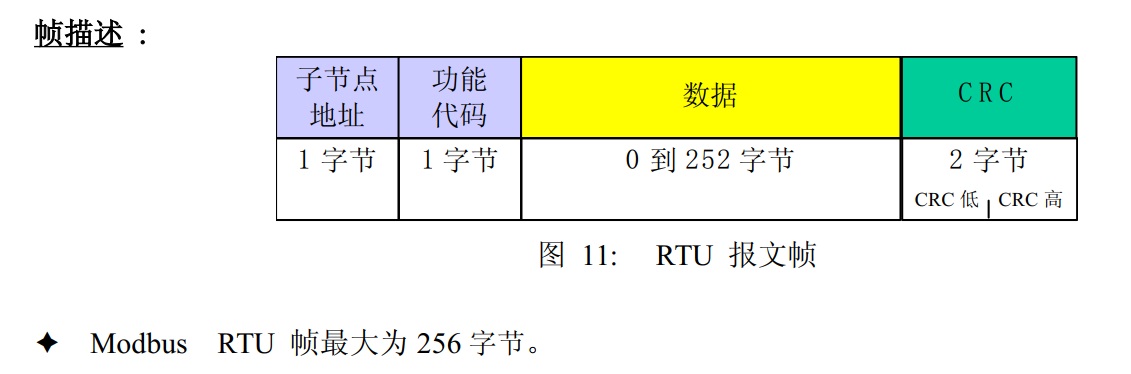 帧描述 :
子节点
地址
功能
代码
数据
CRC
1 字节
1 字节
0 到 252 字节
2 字节
CRC 低 CRC 高
图 11: RTU 报文帧
✦ Modbus RTU 帧最大为 256 字节。